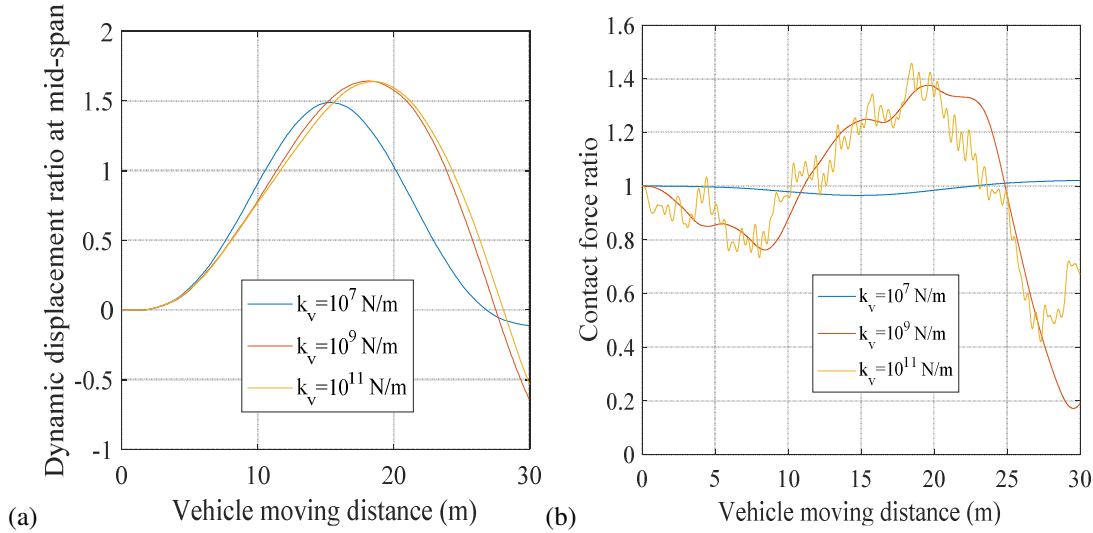 Dynamic displacement ratio at mid-span
2
1.5
1
0.5
0
-0.5
-1
0
10
20
30
Vehicle moving distance (m)
k_v=10^7 N/m
k_v=10^9 N/m
k_v=10^11 N/m
(a)
Contact force ratio
1.6
1.4
1.2
1
0.8
0.6
0.4
0.2
0
0
5
10
15
20
25
30
Vehicle moving distance (m)
k_v=10^7 N/m
k_v=10^9 N/m
k_v=10^11 N/m
(b)